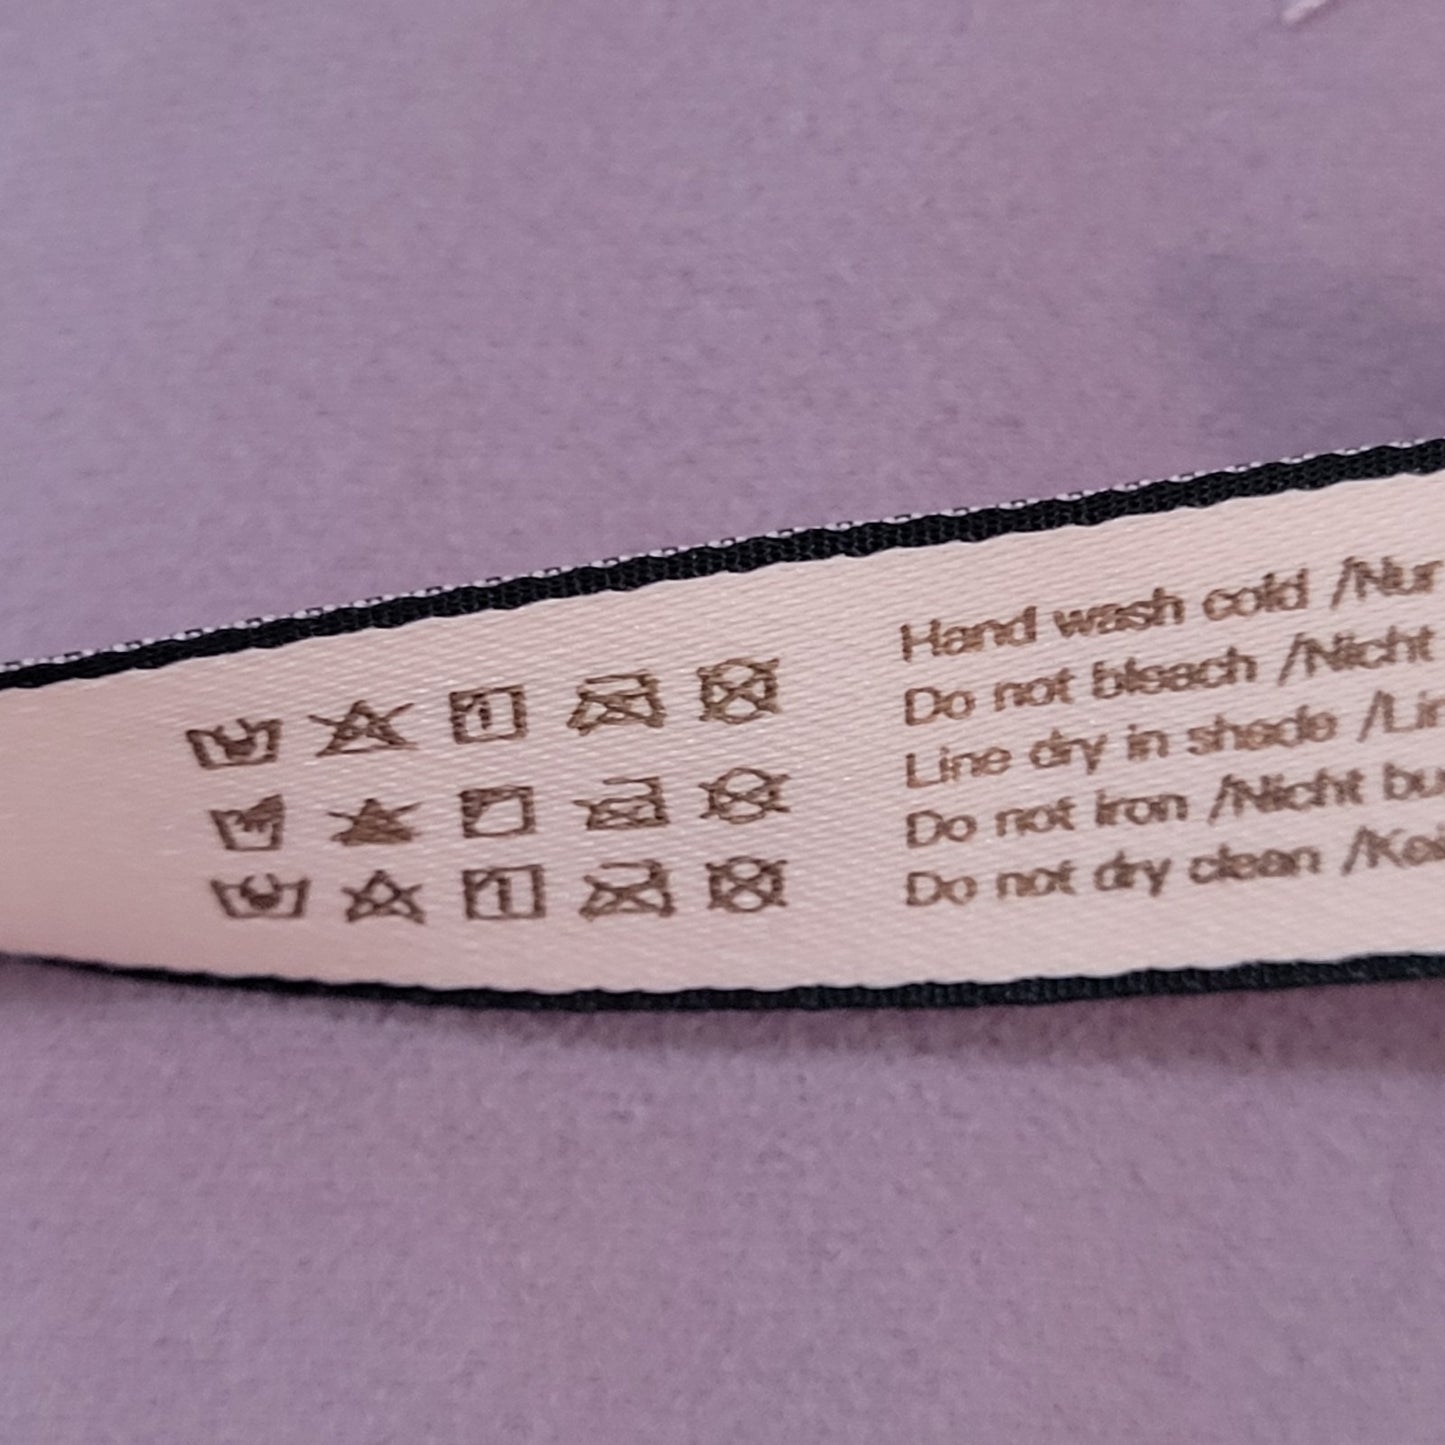 Hand wash cold /Nur
Do not bleach /Nicht
Line dry in shade /Lin
Do not iron /Nicht bu
Do not dry clean /Kei